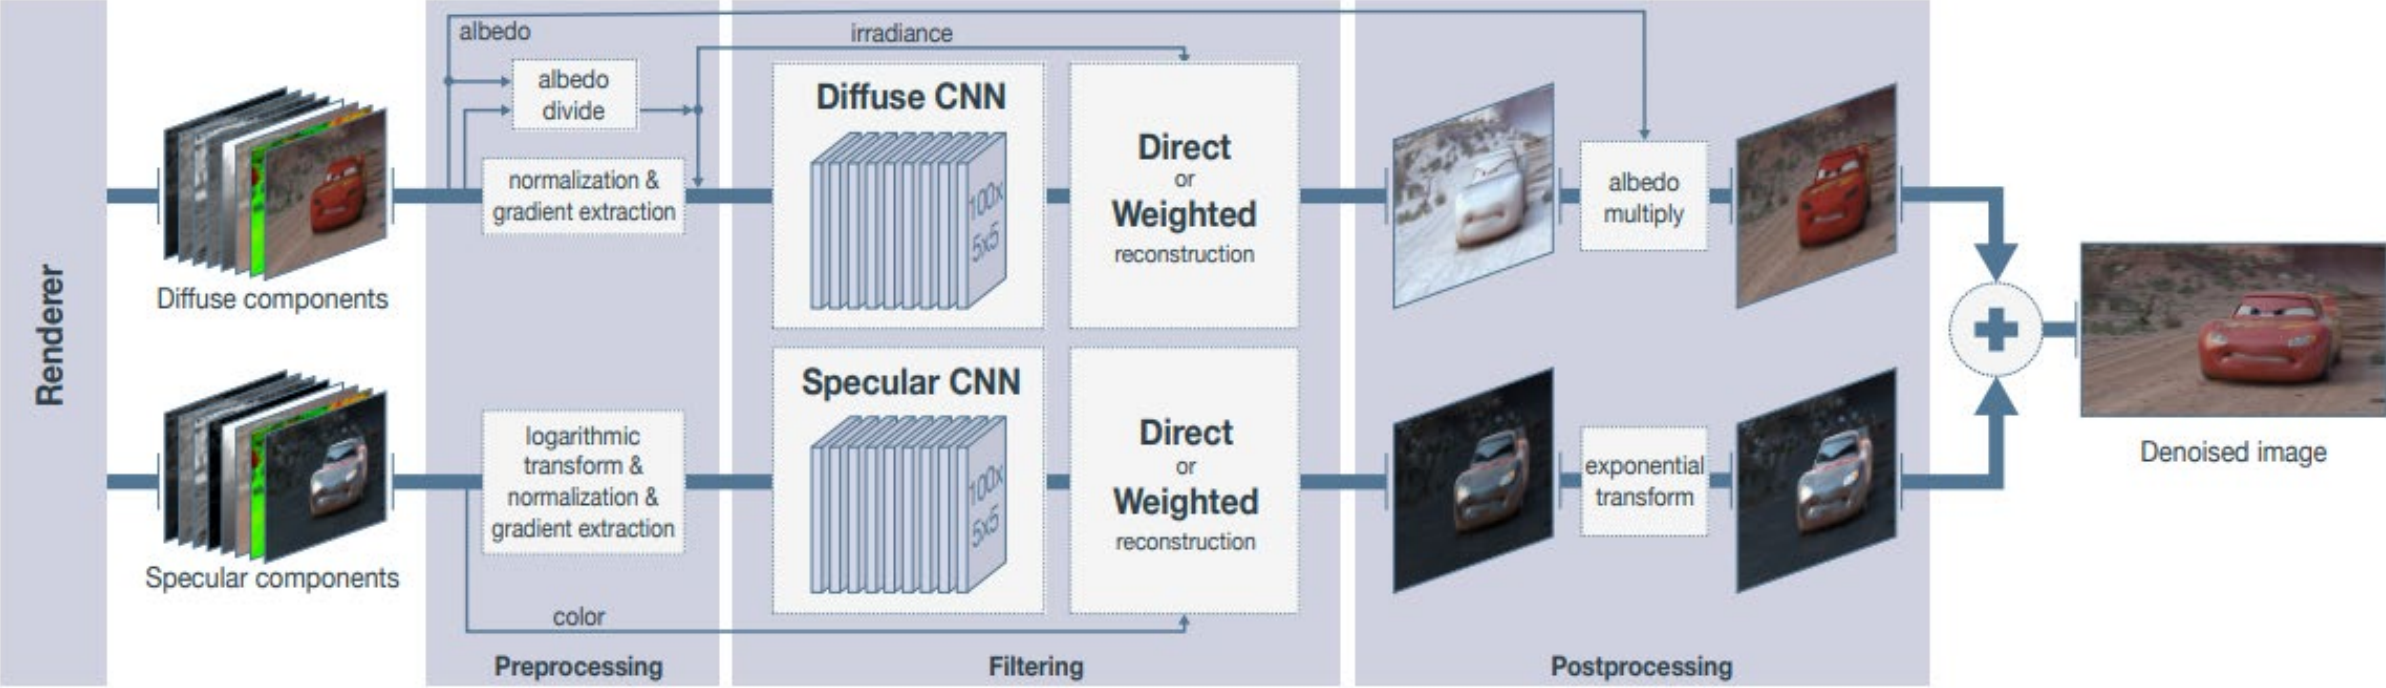 Renderer
Diffuse components
Specular components
albedo
albedo
divide
normalization &
gradient extraction
logarithmic
transform &
normalization &
gradient extraction
color
Preprocessing
irradiance
Diffuse CNN
100x
5x5
Direct
or
Weighted
reconstruction
Specular CNN
100x
5x5
Direct
or
Weighted
reconstruction
Filtering
albedo
multiply
exponential
transform
Postprocessing
Denoised image